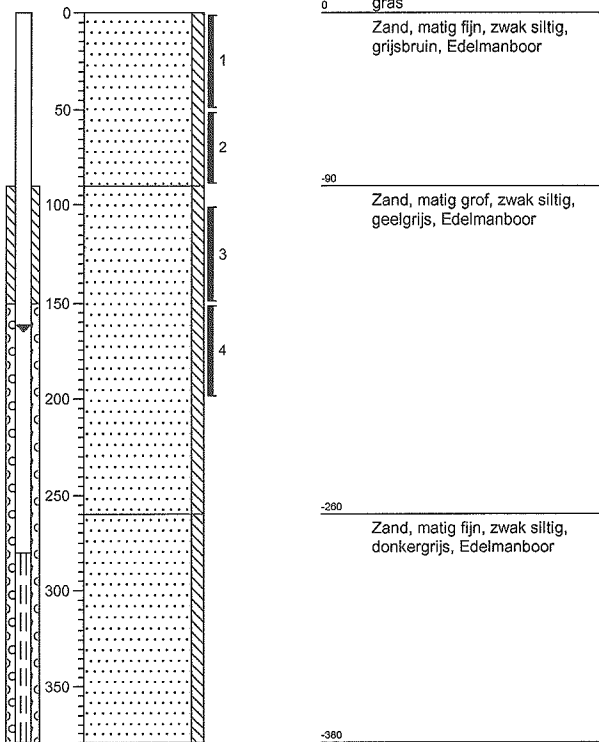 0 gras
Zand, matig fijn, zwak siltig,
grijsbruin, Edelmanboor
-90
Zand, matig grof, zwak siltig,
geelgrijs, Edelmanboor
-260
Zand, matig fijn, zwak siltig,
donkergrijs, Edelmanboor
-380
0
50
100
150
200
250
300
350
1
2
3
4